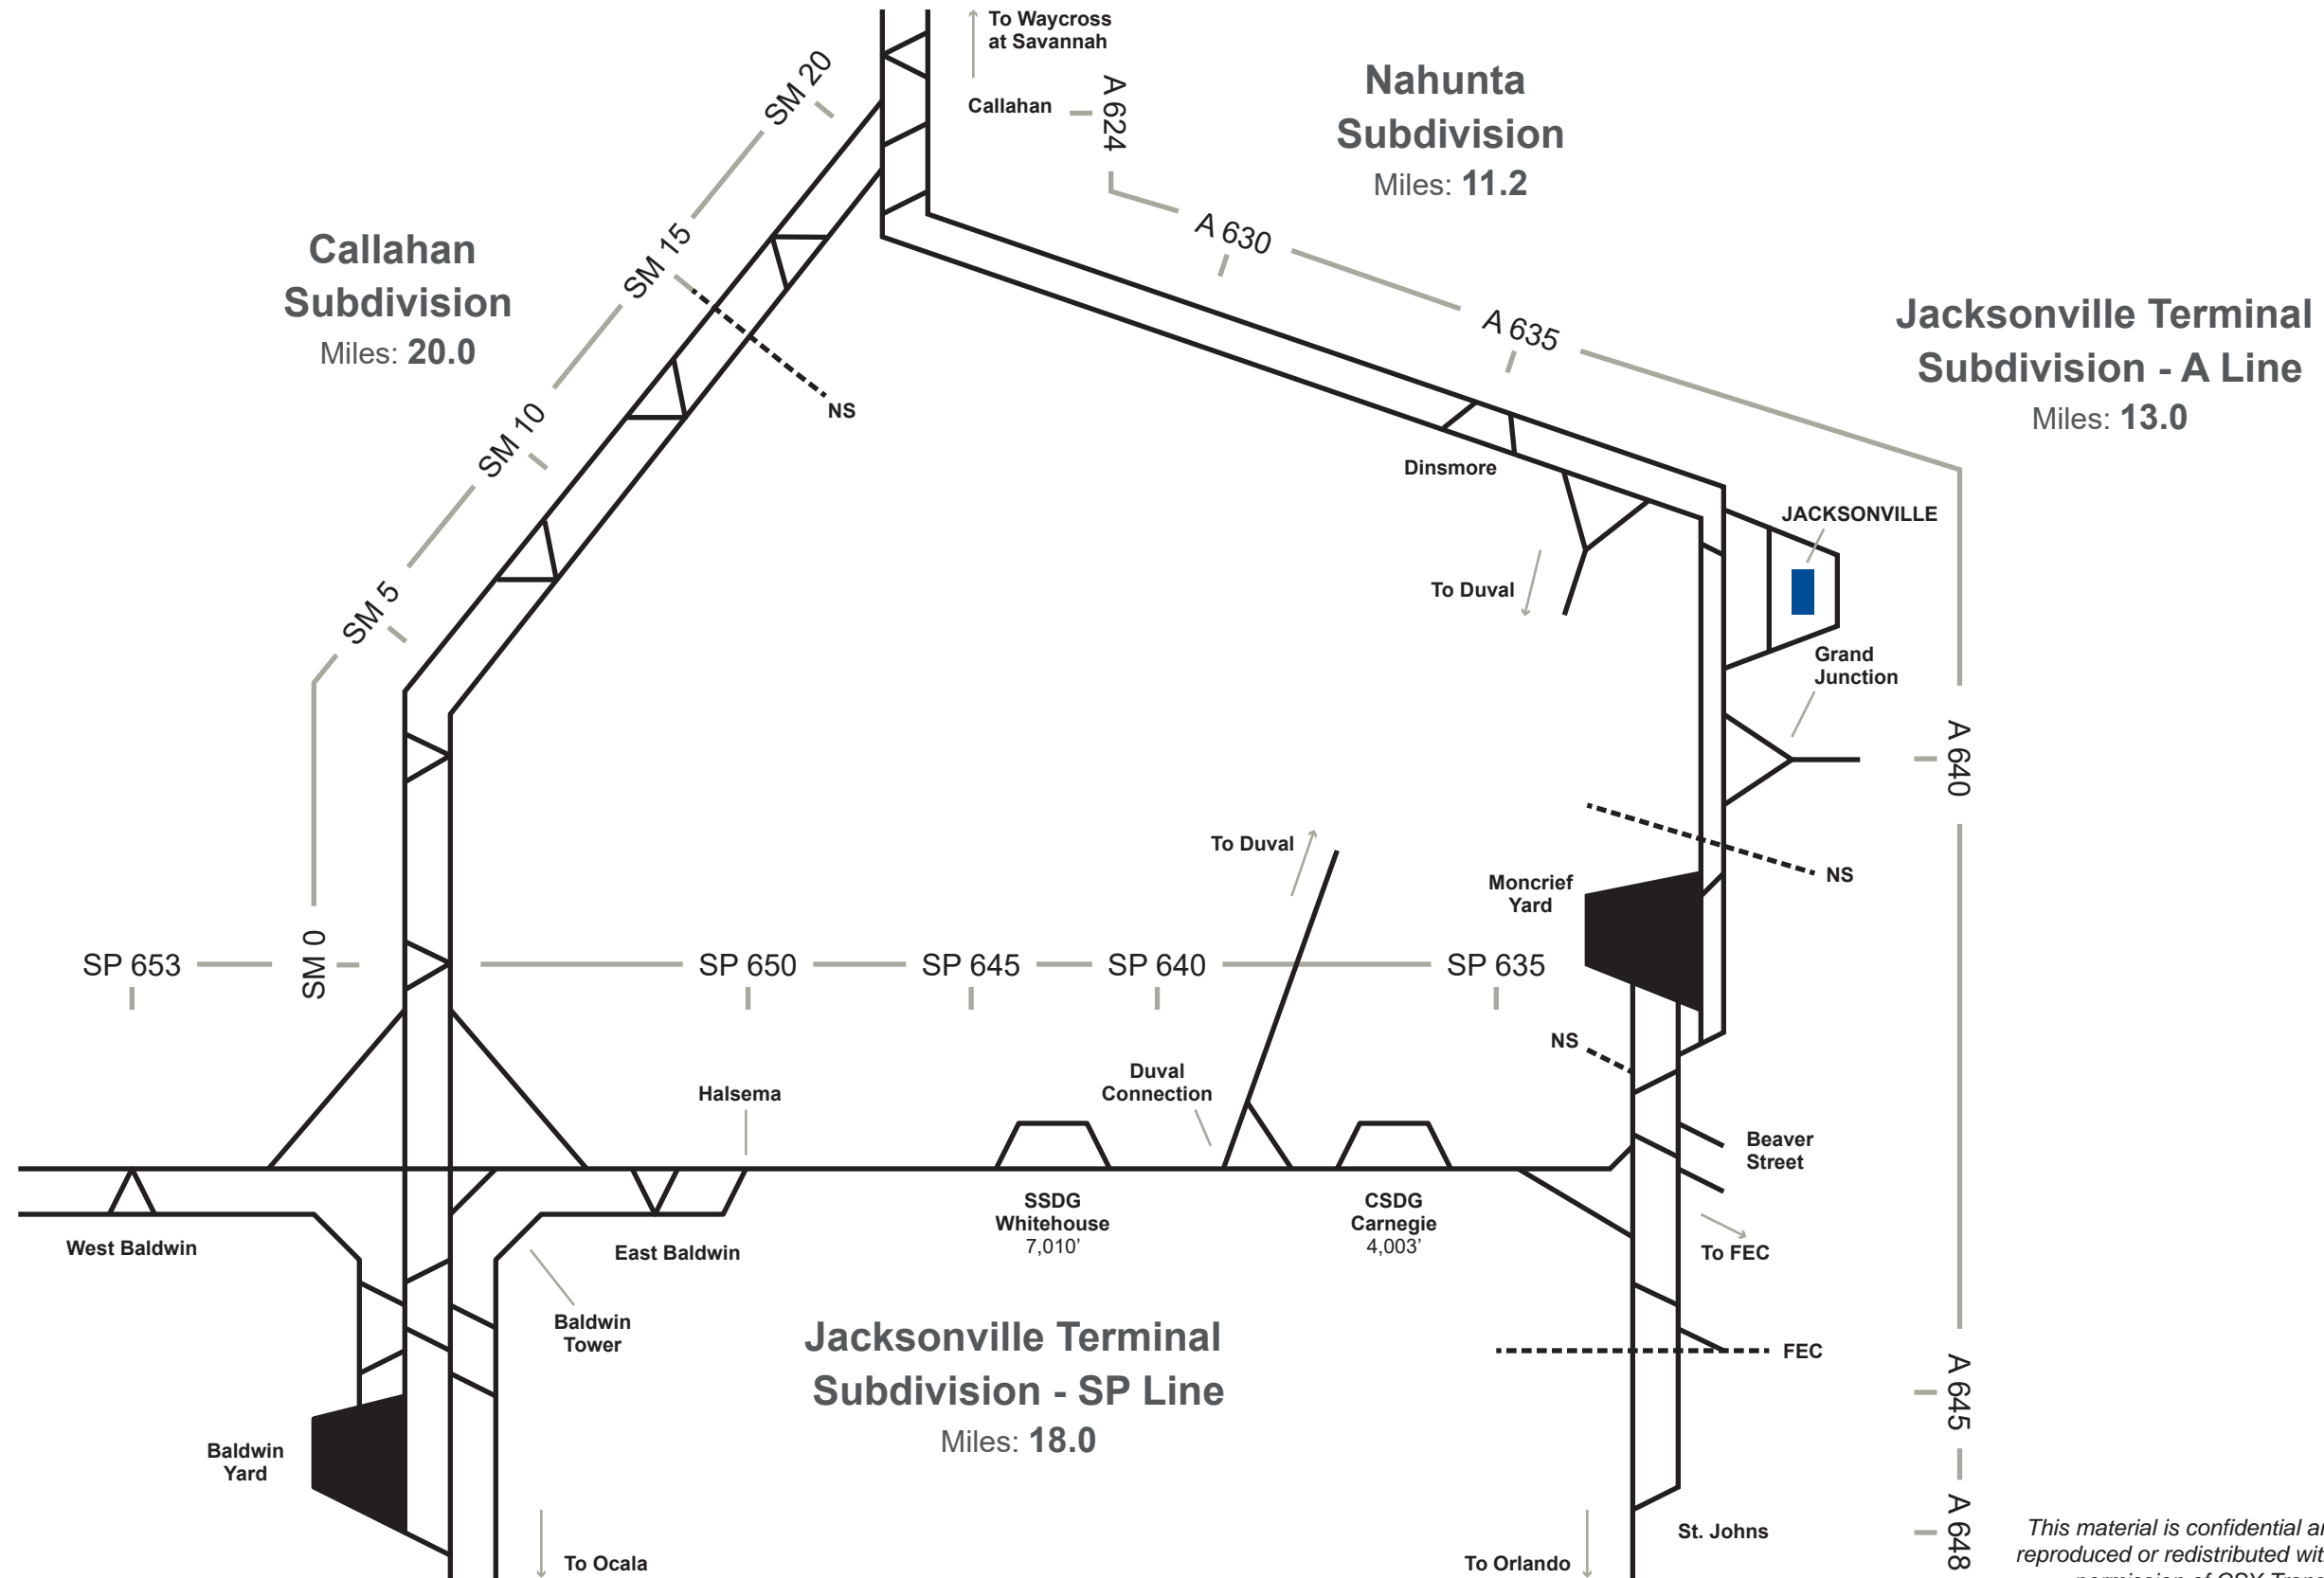 To Waycross
at Savannah
Callahan
A 624
Nahunta
Subdivision
Miles: 11.2
SM 20
A 630
SM 15
Callahan
Subdivision
Miles: 20.0
A 635
Jacksonville Terminal
Subdivision - A Line
Miles: 13.0
NS
SM 10
Dinsmore
JACKSONVILLE
SM 5
To Duval
Grand
Junction
A 640
To Duval
NS
Moncrief
Yard
SP 653
SM 0
SP 650
SP 645
SP 640
SP 635
NS
Duval
Connection
Halsema
Beaver
Street
West Baldwin
East Baldwin
SSDG
Whitehouse
7,010’
CSDG
Carnegie
4,003’
To FEC
Baldwin
Tower
Jacksonville Terminal
Subdivision - SP Line
Miles: 18.0
FEC
A 645
Baldwin
Yard
St. Johns
A 648
To Ocala
To Orlando
This material is confidential
reproduced or redistributed
permission of CSX